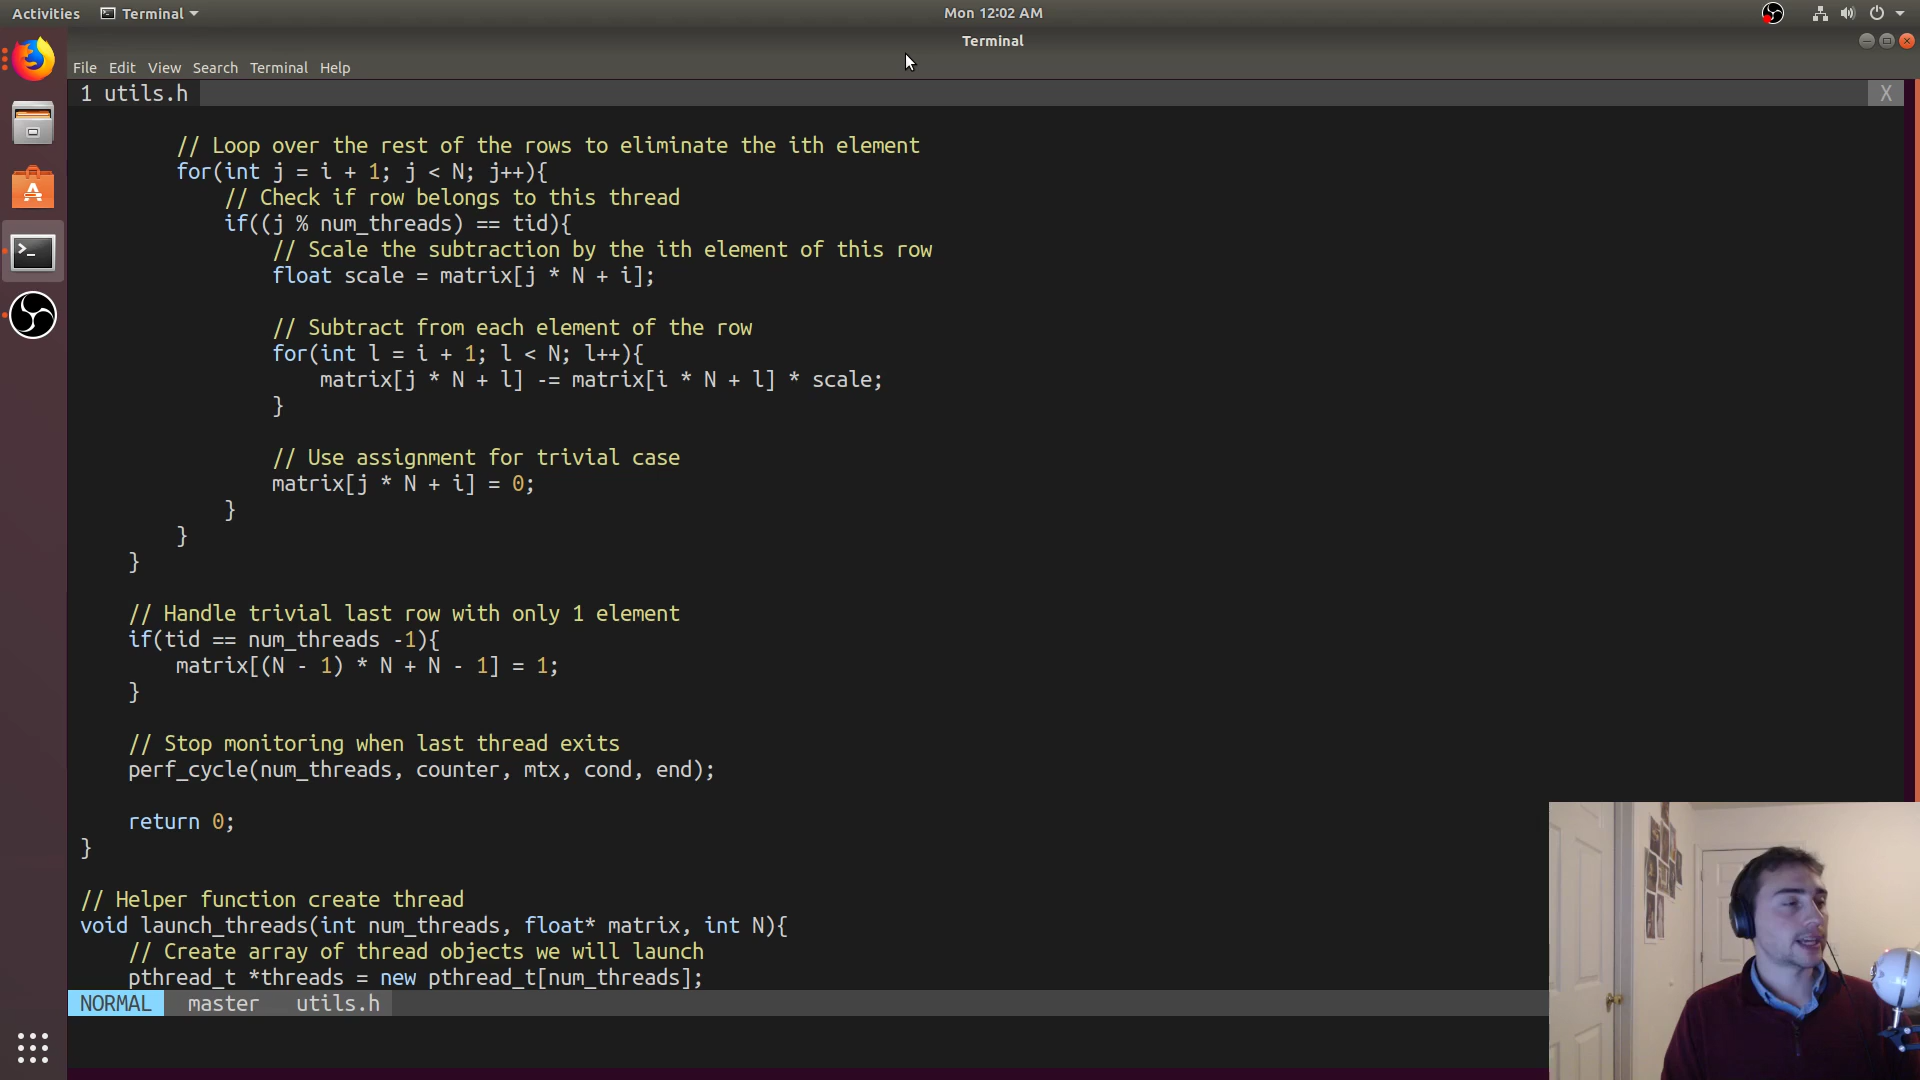 Activities Terminal Mon 12:02 AM
Terminal
File Edit View Search Terminal Help
1 utils.h X
// Loop over the rest of the rows to eliminate the ith element
for(int j = i + 1; j < N; j++){
// Check if row belongs to this thread
if((j % num_threads) == tid){
// Scale the subtraction by the ith element of this row
float scale = matrix[j * N + i];
// Subtract from each element of the row
for(int l = i + 1; l < N; l++){
matrix[j * N + l] -= matrix[i * N + l] * scale;
}
// Use assignment for trivial case
matrix[j * N + i] = 0;
}
}
}
// Handle trivial last row with only 1 element
if(tid == num_threads -1){
matrix[(N - 1) * N + N - 1] = 1;
}
// Stop monitoring when last thread exits
perf_cycle(num_threads, counter, mtx, cond, end);
return 0;
}
// Helper function create thread
void launch_threads(int num_threads, float* matrix, int N){
// Create array of thread objects we will launch
pthread_t *threads = new pthread_t[num_threads];
NORMAL master utils.h